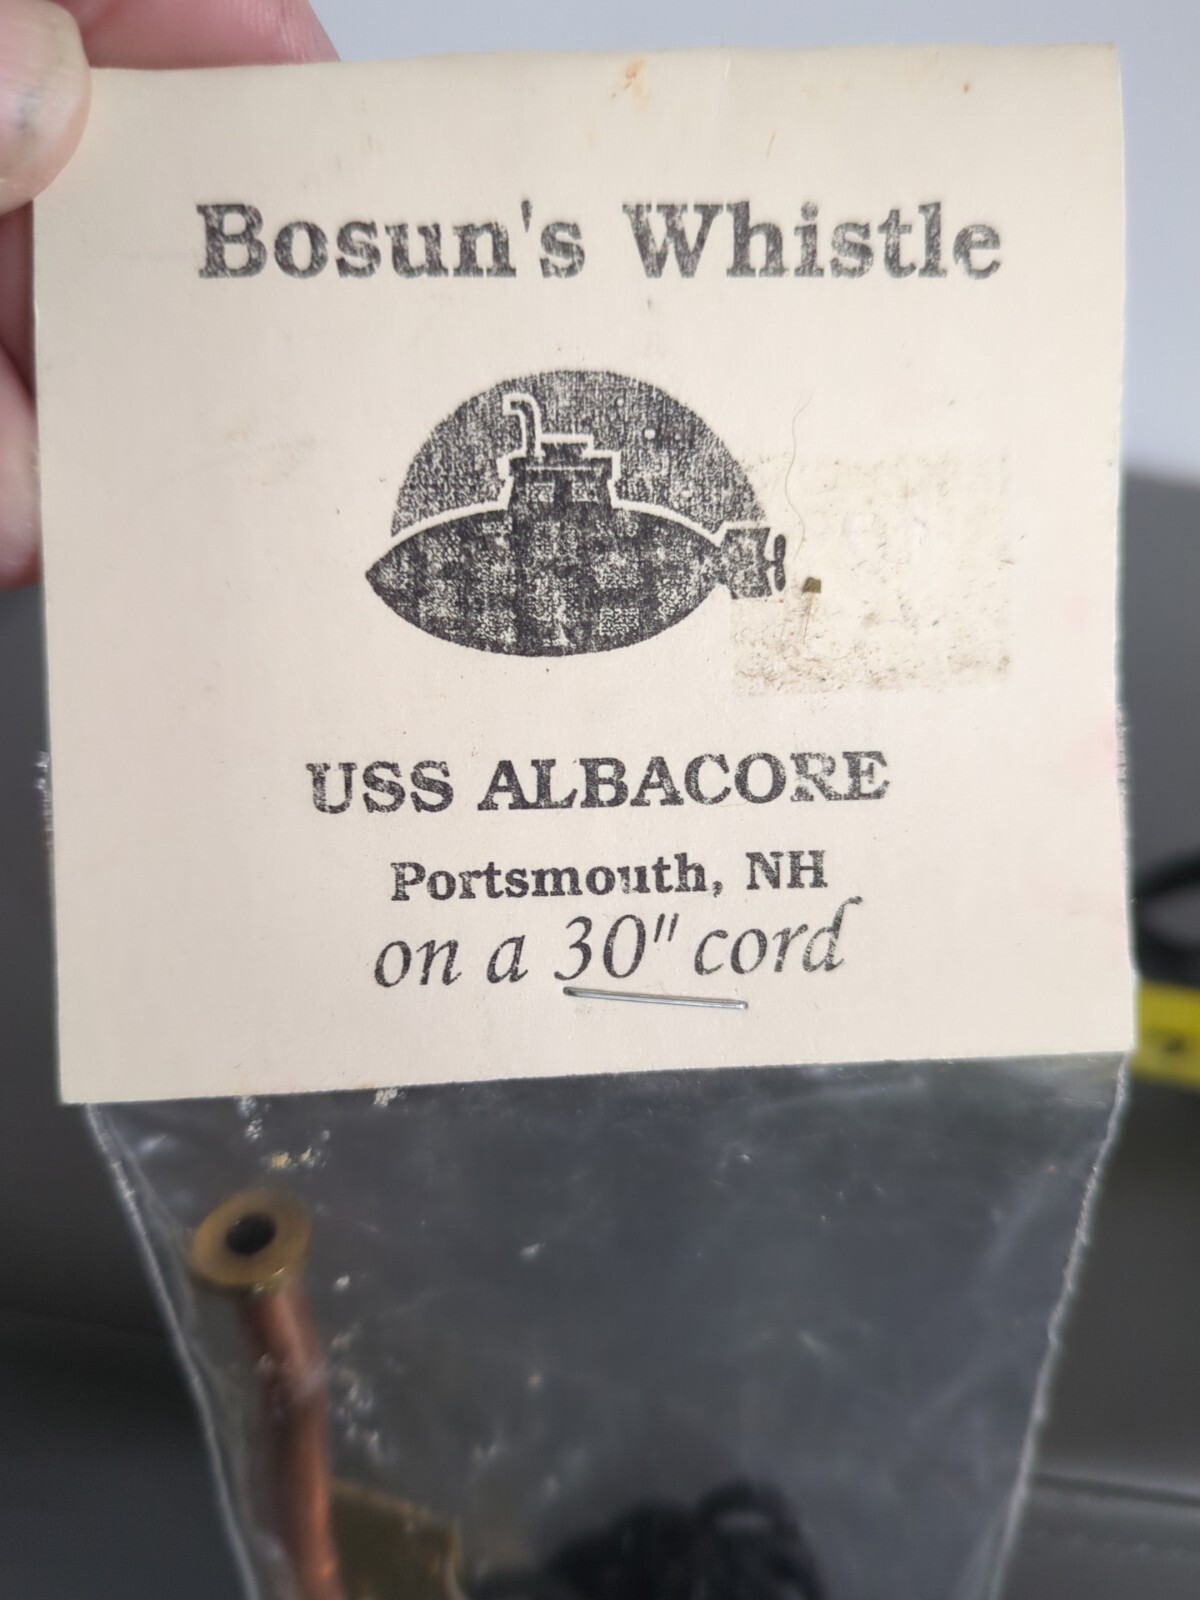 Bosun's Whistle
USS ALBACORE
Portsmouth, NH
on a 30" cord